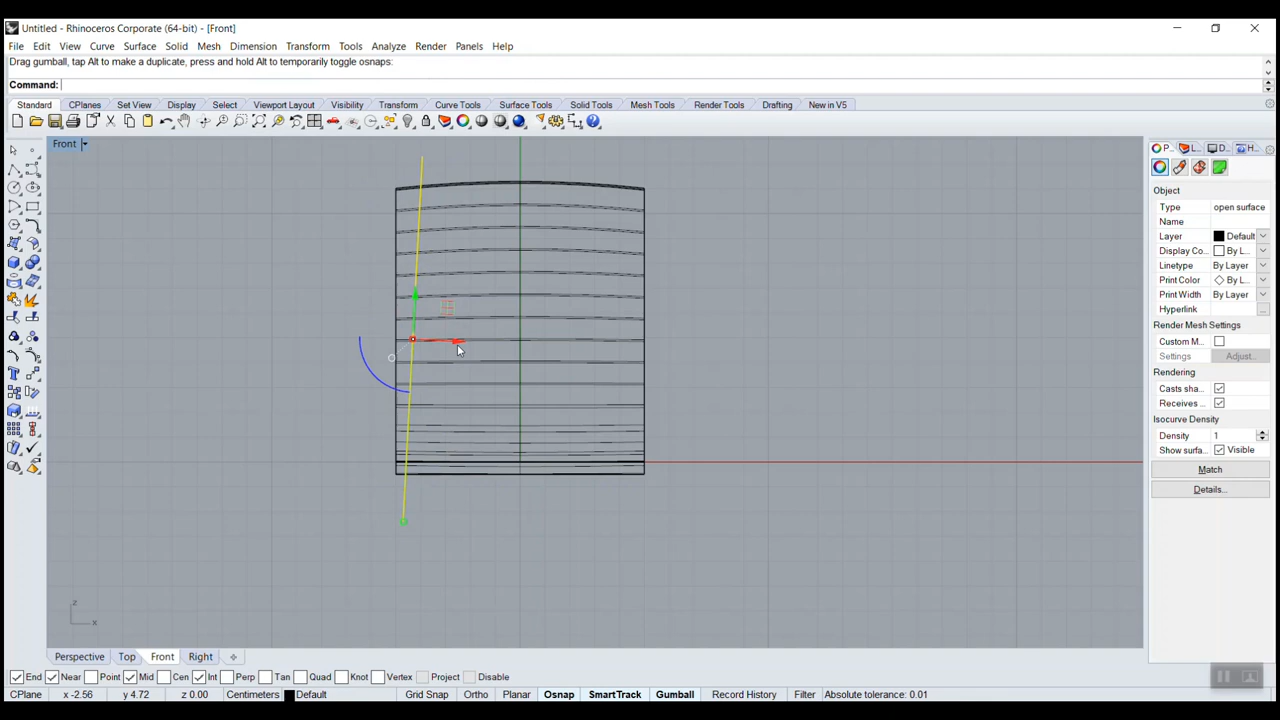 Untitled - Rhinoceros Corporate (64-bit) - [Front]
File Edit View Curve Surface Solid Mesh Dimension Transform Tools Analyze Render Panels Help
Drag gumball, tap Alt to make a duplicate, press and hold Alt to temporarily toggle osnaps:
Command:
Standard CPlanes Set View Display Select Viewport Layout Visibility Transform Curve Tools Surface Tools Solid Tools Mesh Tools Render Tools Drafting New in V5
Front
P... L... D... H...
Object
Type open surface
Name
Layer Default
Display Co... By L...
Linetype By Layer
Print Color By L...
Print Width By Layer
Hyperlink ...
Render Mesh Settings
Custom M...
Settings Adjust...
Rendering
Casts sha...
Receives ...
Isocurve Density
Density 1
Show surfa... Visible
Match
Details...
z
x
Perspective Top Front Right
End Near Point Mid Cen Int Perp Tan Quad Knot Vertex Project Disable
CPlane x -2.56 y 4.72 z 0.00 Centimeters Default Grid Snap Ortho Planar Osnap SmartTrack Gumball Record History Filter Absolute tolerance: 0.01